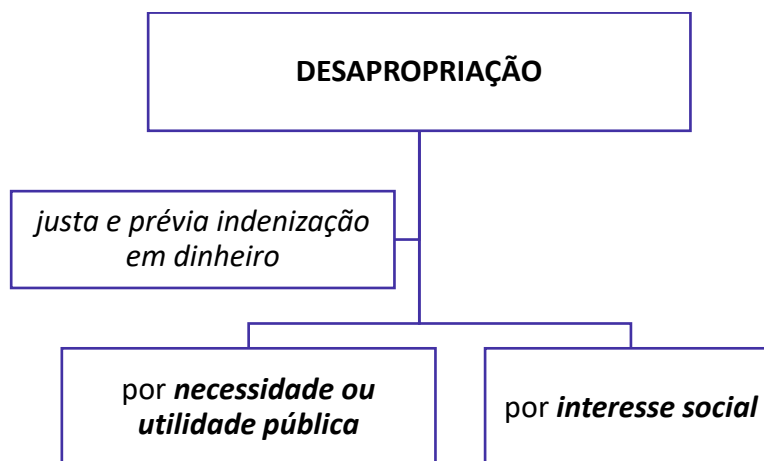 DESAPROPRIAÇÃO
justa e prévia indenização
em dinheiro
por necessidade ou
utilidade pública
por interesse social